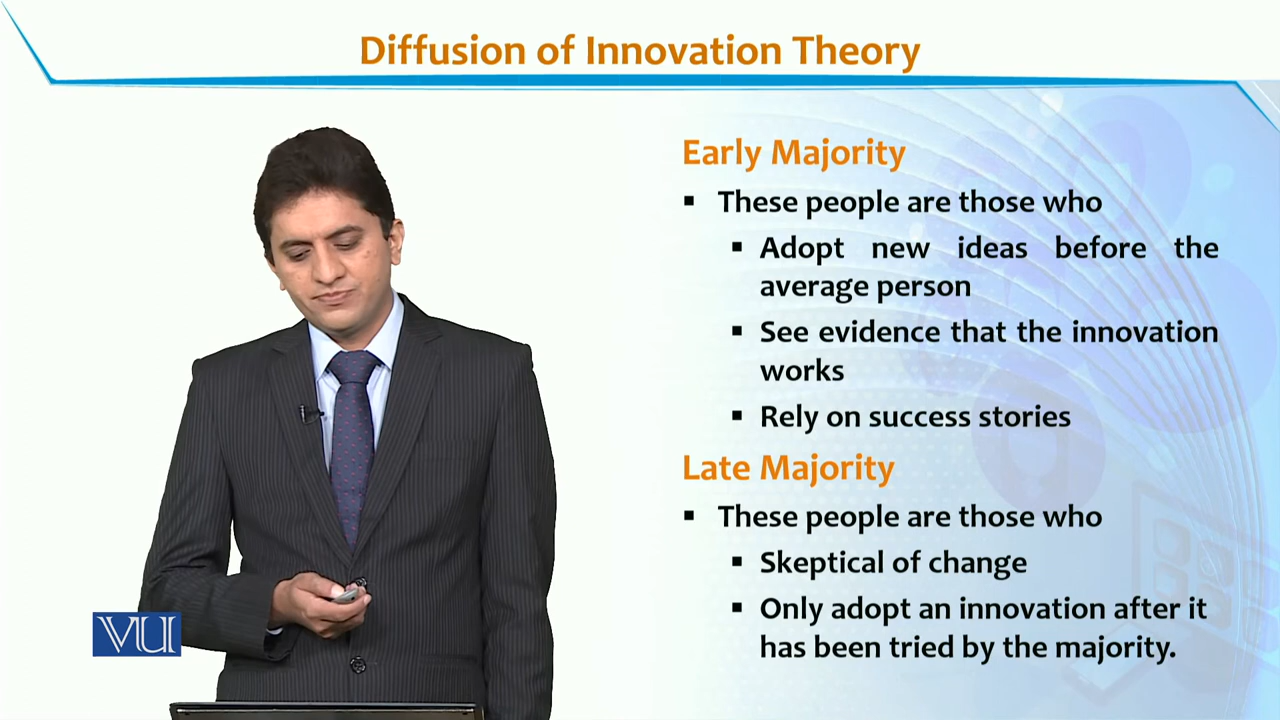 Diffusion of Innovation Theory
Early Majority
▪ These people are those who
▪ Adopt new ideas before the
average person
▪ See evidence that the innovation
works
▪ Rely on success stories
Late Majority
▪ These people are those who
▪ Skeptical of change
▪ Only adopt an innovation after it
has been tried by the majority.
VU